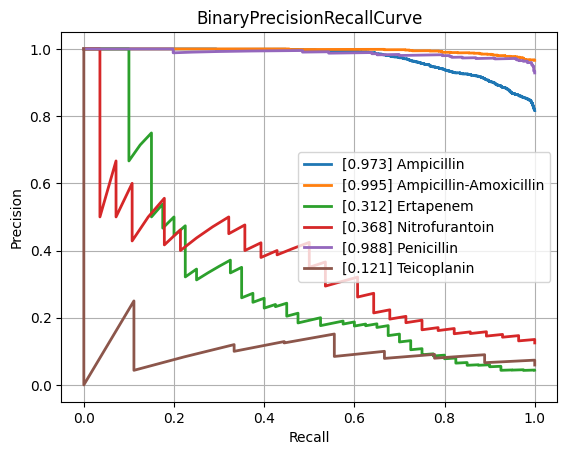 BinaryPrecisionRecallCurve
Precision
1.0
0.8
0.6
0.4
0.2
0.0
[0.973] Ampicillin
[0.995] Ampicillin-Amoxicillin
[0.312] Ertapenem
[0.368] Nitrofurantoin
[0.988] Penicillin
[0.121] Teicoplanin
0.0 0.2 0.4 0.6 0.8 1.0
Recall